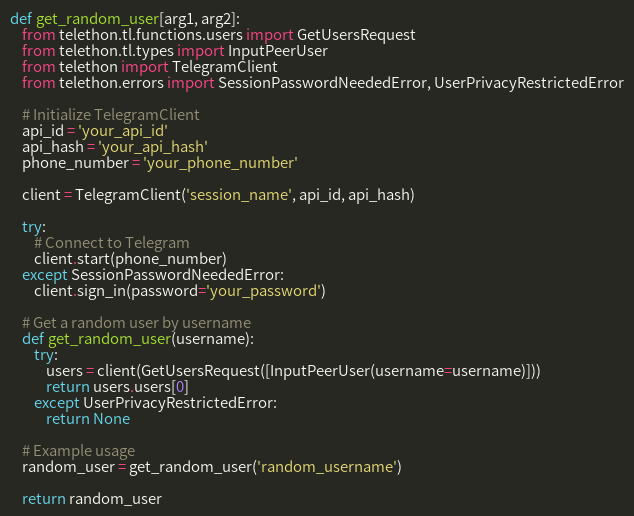 def get_random_user[arg1, arg2]:
    from telethon.tl.functions.users import GetUsersRequest
    from telethon.tl.types import InputPeerUser
    from telethon import TelegramClient
    from telethon.errors import SessionPasswordNeededError, UserPrivacyRestrictedError

    # Initialize TelegramClient
    api_id = 'your_api_id'
    api_hash = 'your_api_hash'
    phone_number = 'your_phone_number'

    client = TelegramClient('session_name', api_id, api_hash)

    try:
        # Connect to Telegram
        client.start(phone_number)
    except SessionPasswordNeededError:
        client.sign_in(password='your_password')

    # Get a random user by username
    def get_random_user(username):
        try:
            users = client(GetUsersRequest([InputPeerUser(username=username)]))
            return users.users[0]
        except UserPrivacyRestrictedError:
            return None

    # Example usage
    random_user = get_random_user('random_username')

    return random_user